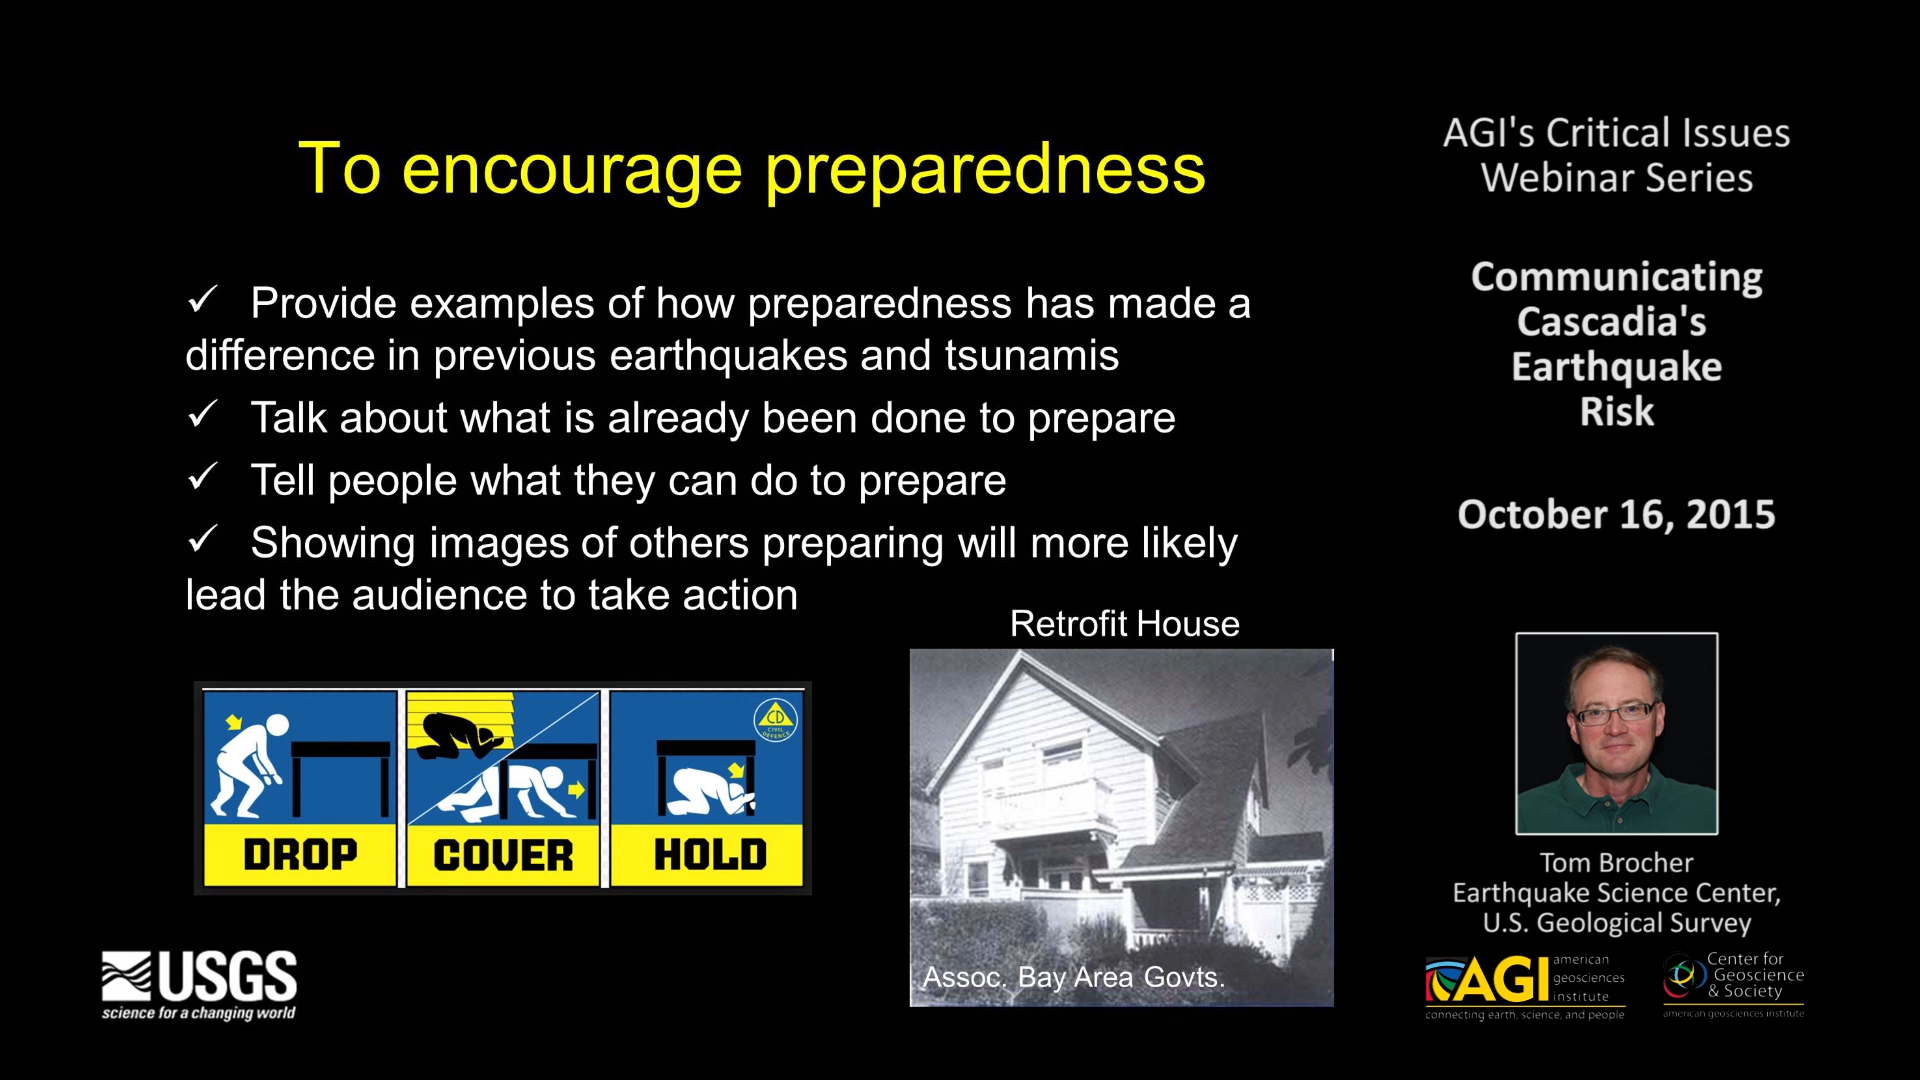 To encourage preparedness
✓ Provide examples of how preparedness has made a
difference in previous earthquakes and tsunamis
✓ Talk about what is already been done to prepare
✓ Tell people what they can do to prepare
✓ Showing images of others preparing will more likely
lead the audience to take action
Retrofit House
CD
CIVIL
DEFENCE
DROP
COVER
HOLD
Assoc. Bay Area Govts.
USGS
science for a changing world
AGI's Critical Issues
Webinar Series
Communicating
Cascadia's
Earthquake
Risk
October 16, 2015
Tom Brocher
Earthquake Science Center,
U.S. Geological Survey
AGI
american
geosciences
institute
connecting earth, science, and people
Center for
Geoscience
& Society
american geosciences institute